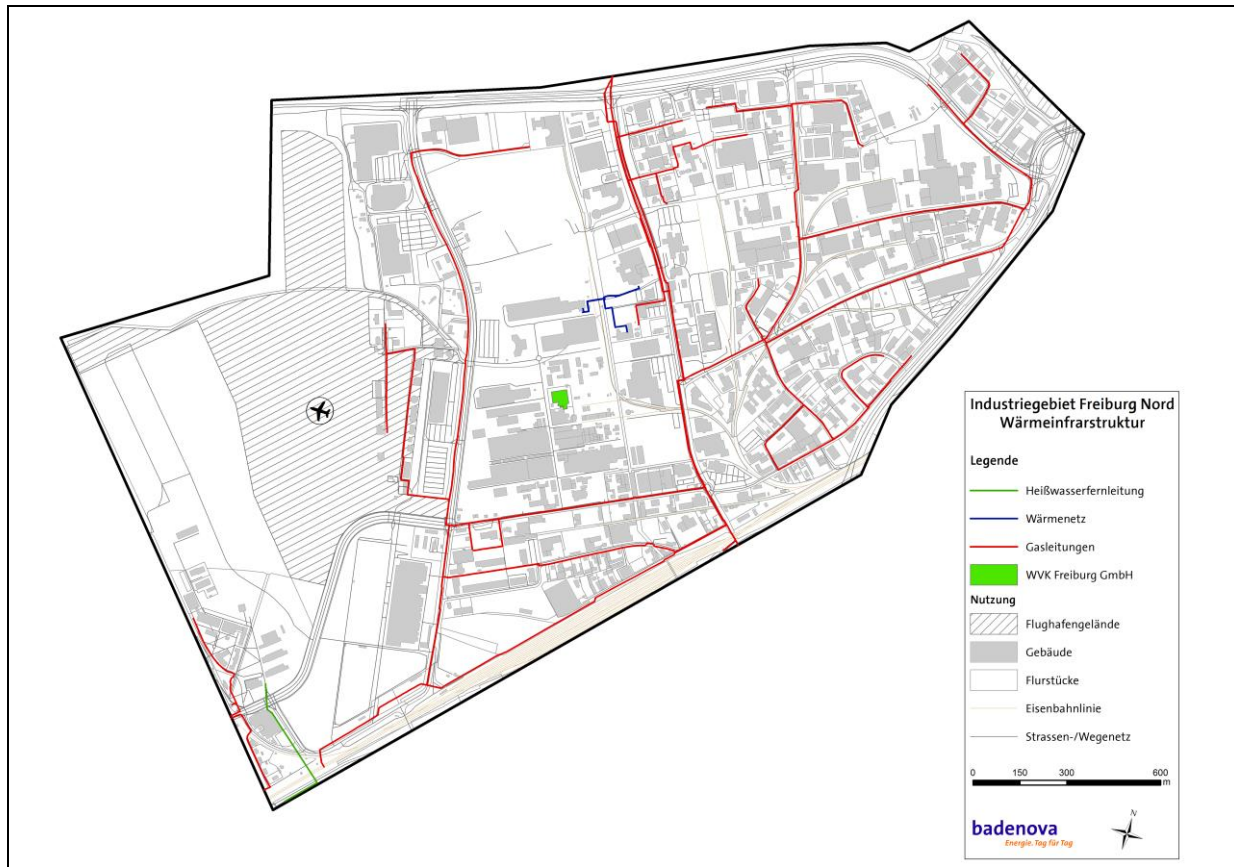 Industriegebiet Freiburg Nord
Wärmeinfrarstruktur
Legende
Heißwasserfernleitung
Wärmenetz
Gasleitungen
WVK Freiburg GmbH
Nutzung
Flughafengelände
Gebäude
Flurstücke
Eisenbahnlinie
Strassen-/Wegenetz
0 150 300 600
m
badenova
Energie. Tag für Tag
N